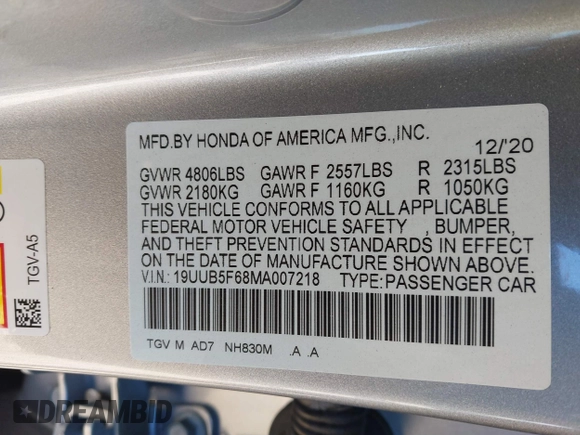 MFD.BY HONDA OF AMERICA MFG.,INC.
12/'20
GVWR 4806LBS GAWR F 2557LBS R 2315LBS
GVWR 2180KG GAWR F 1160KG R 1050KG
THIS VEHICLE CONFORMS TO ALL APPLICABLE
FEDERAL MOTOR VEHICLE SAFETY , BUMPER,
AND THEFT PREVENTION STANDARDS IN EFFECT
ON THE DATE OF MANUFACTURE SHOWN ABOVE.
V.I.N: 19UUB5F68MA007218 TYPE:PASSENGER CAR
TGV M AD7 NH830M .A .A
TGV-A5
DREAMBID